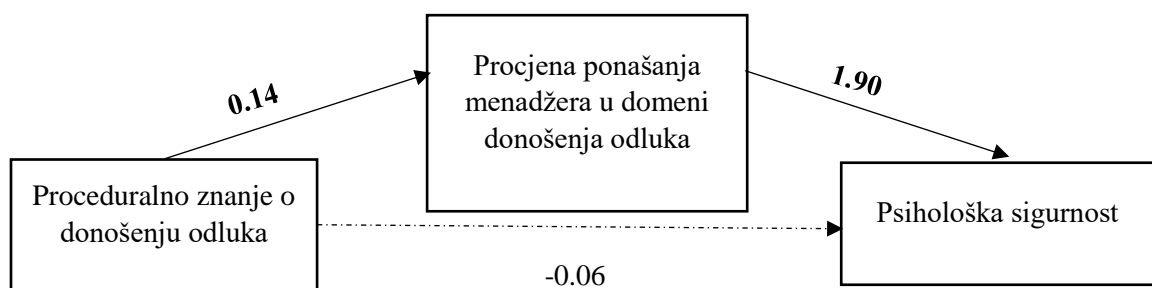 Procjena ponašanja
menadžera u domeni
donošenja odluka
0.14
1.90
Proceduralno znanje o
donošenju odluka
Psihološka sigurnost
-0.06